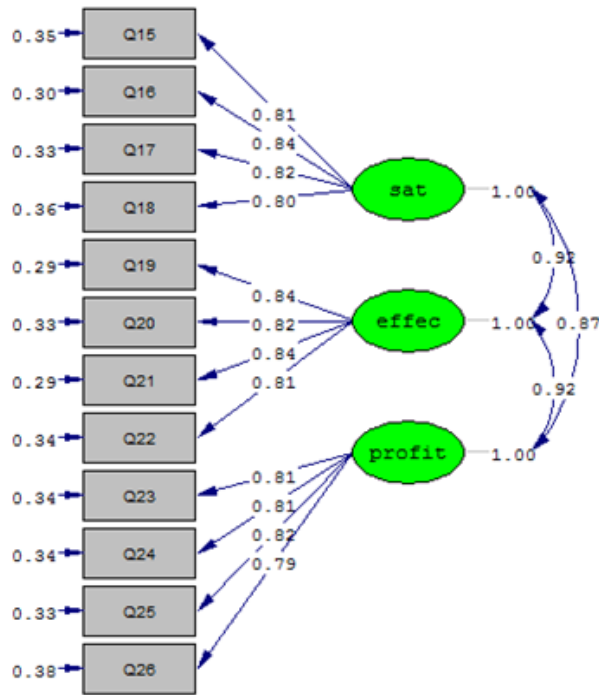 0.35 Q15
0.30 Q16
0.81
0.84
0.33 Q17
0.82
0.36 Q18
0.80
sat 1.00
0.29 Q19
0.92
0.84
0.33 Q20
0.82
effec 1.00 0.87
0.29 Q21
0.84
0.81
0.34 Q22
0.92
profit 1.00
0.34 Q23
0.81
0.81
0.34 Q24
0.82
0.79
0.33 Q25
0.38 Q26